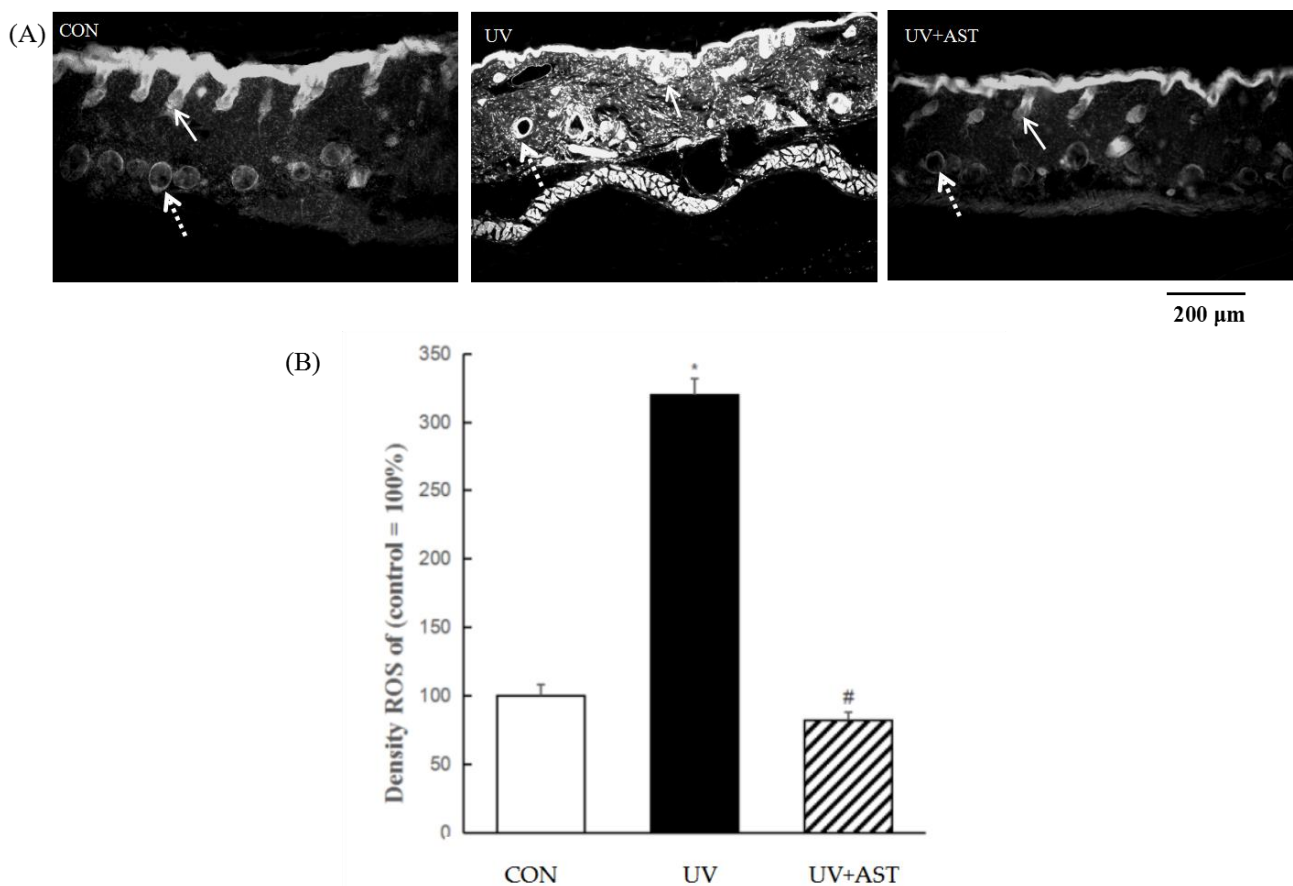 (A)
CON
UV
UV+AST
200 µm
(B)
Density ROS of (control = 100%)
350
300
250
200
150
100
50
0
*
#
CON
UV
UV+AST